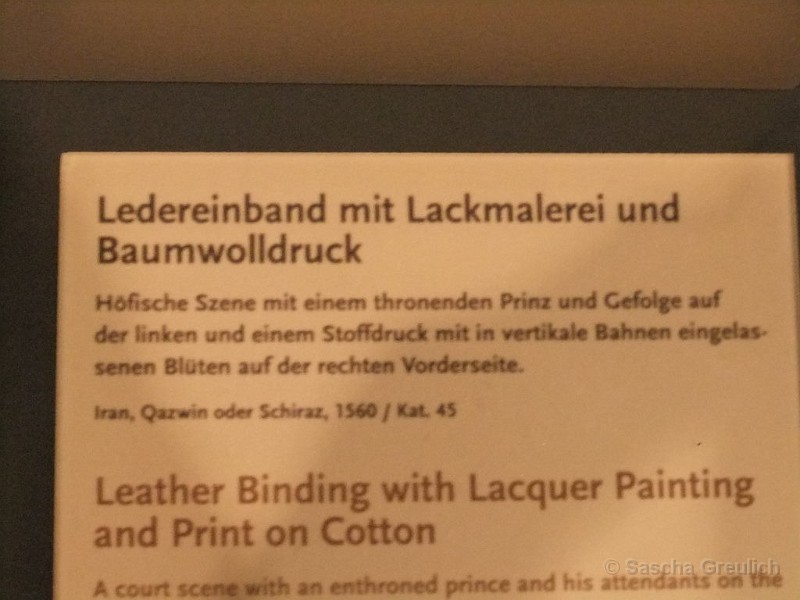 Ledereinband mit Lackmalerei und
Baumwolldruck
Höfische Szene mit einem thronenden Prinz und Gefolge auf
der linken und einem Stoffdruck mit in vertikale Bahnen eingelas-
senen Blüten auf der rechten Vorderseite.
Iran, Qazwin oder Schiraz, 1560 / Kat. 45
Leather Binding with Lacquer Painting
and Print on Cotton
A court scene with an enthroned prince and his attendants on the
© Sascha Greulich